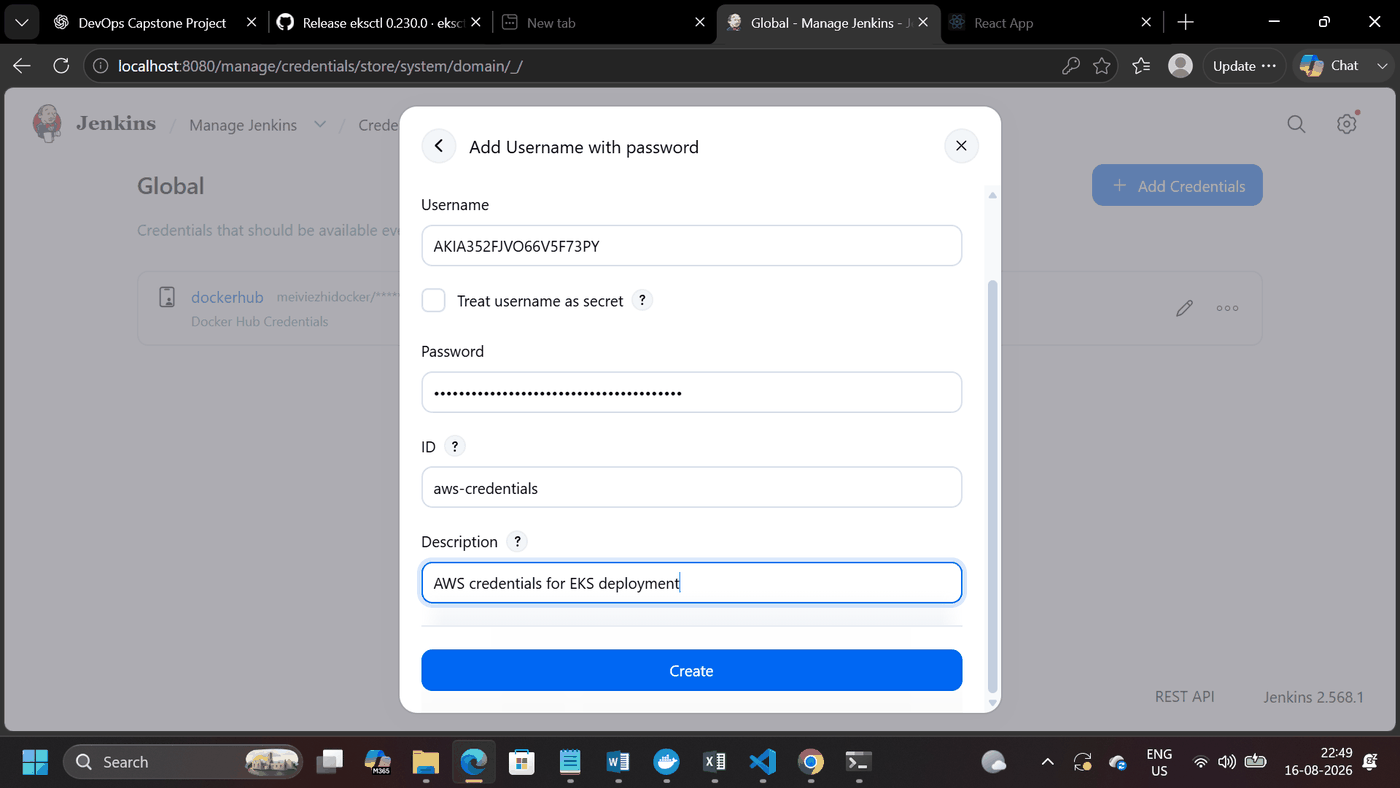 DevOps Capstone Project
Release eksctl 0.230.0 · eksc
New tab
Global - Manage Jenkins - Je
React App
localhost:8080/manage/credentials/store/system/domain/_/
Update
Chat
Jenkins / Manage Jenkins / Crede
Add Username with password
Global
Add Credentials
Credentials that should be available eve
Username
AKIA352FJVO66V5F73PY
dockerhub meiviezhidocker/****
Docker Hub Credentials
Treat username as secret ?
Password
••••••••••••••••••••••••••••••••••••••••
ID ?
aws-credentials
Description ?
AWS credentials for EKS deployment
Create
REST API
Jenkins 2.568.1
Search
M365
ENG
US
22:49
16-08-2026